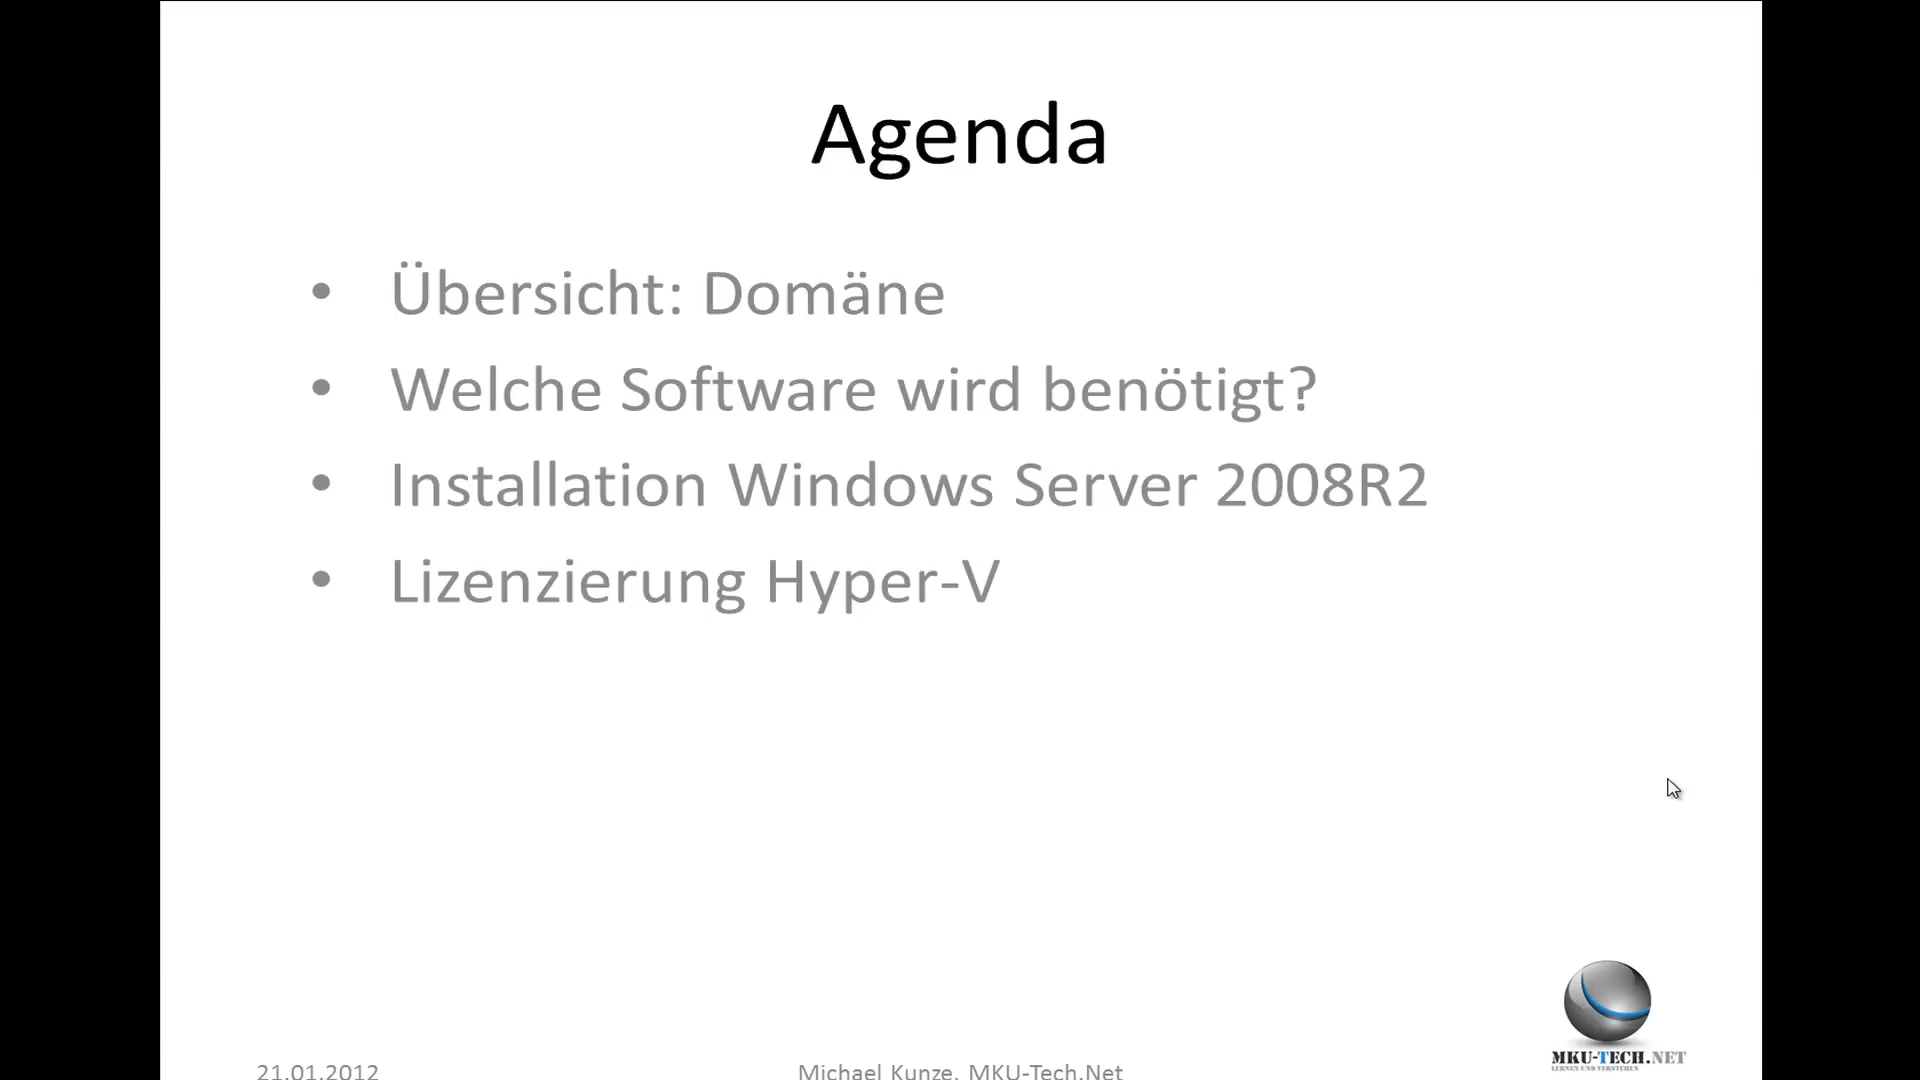 Agenda
• Übersicht: Domäne
• Welche Software wird benötigt?
• Installation Windows Server 2008R2
• Lizenzierung Hyper-V
MKU-TECH.NET
LERNEN UND VERSTEHEN
21.01.2012
Michael Kunze, MKU-Tech.Net